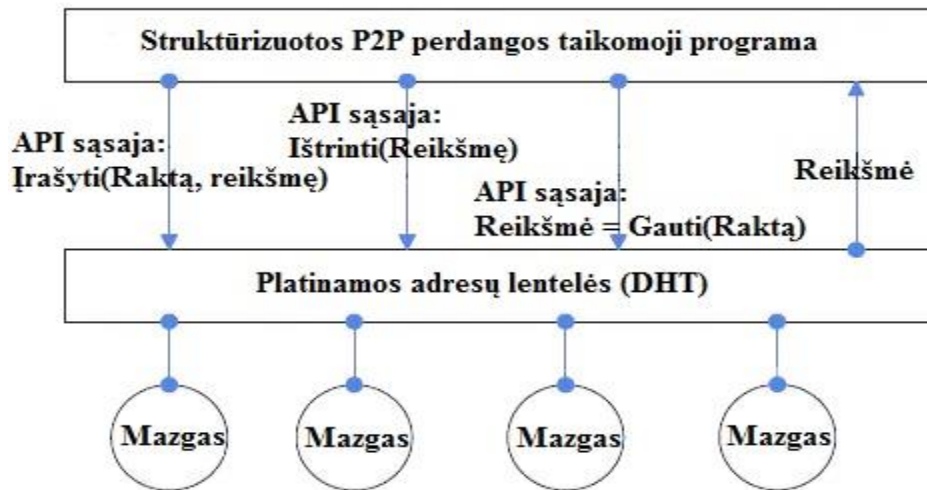 Struktūrizuotos P2P perdangos taikomoji programa
API sąsaja:
Įrašyti(Raktą, reikšmę)
API sąsaja:
Ištrinti(Reikšmę)
API sąsaja:
Reikšmė = Gauti(Raktą)
Reikšmė
Platinamos adresų lentelės (DHT)
Mazgas
Mazgas
Mazgas
Mazgas